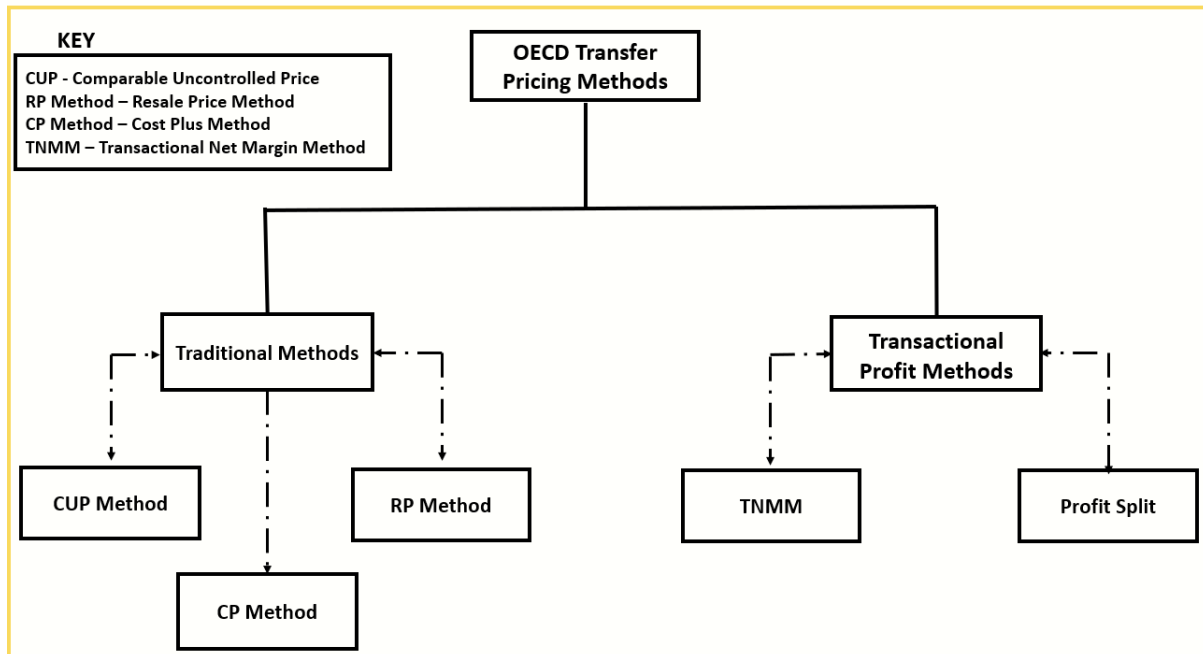 KEY
CUP - Comparable Uncontrolled Price
RP Method – Resale Price Method
CP Method – Cost Plus Method
TNMM – Transactional Net Margin Method
OECD Transfer
Pricing Methods
Traditional Methods
Transactional
Profit Methods
CUP Method
RP Method
TNMM
Profit Split
CP Method